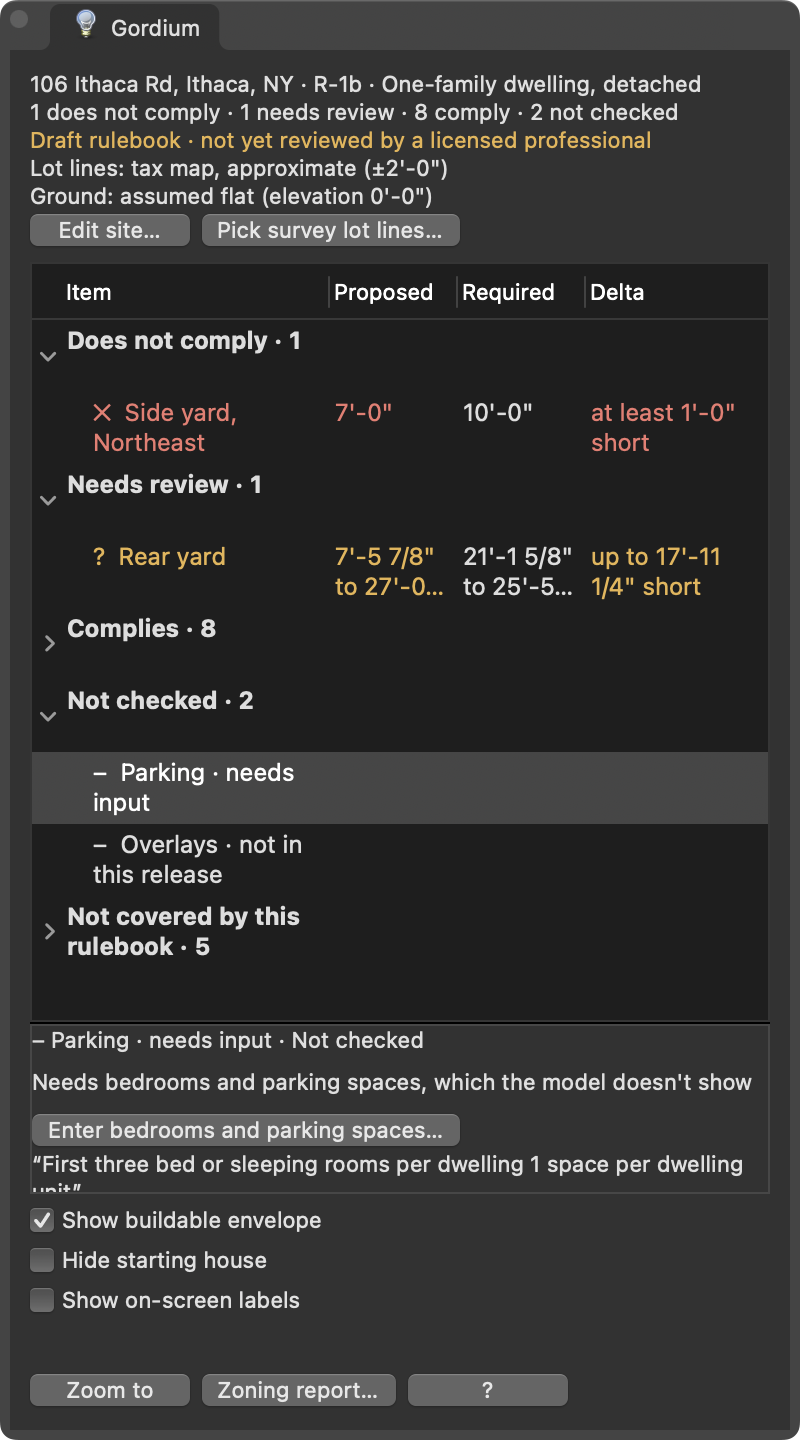 Gordium
106 Ithaca Rd, Ithaca, NY · R-1b · One-family dwelling, detached
1 does not comply · 1 needs review · 8 comply · 2 not checked
Draft rulebook · not yet reviewed by a licensed professional
Lot lines: tax map, approximate (±2'-0")
Ground: assumed flat (elevation 0'-0")
Edit site... Pick survey lot lines...
Item Proposed Required Delta
Does not comply · 1
× Side yard, 7'-0" 10'-0" at least 1'-0"
Northeast short
Needs review · 1
? Rear yard 7'-5 7/8" 21'-1 5/8" up to 17'-11
to 27'-0... to 25'-5... 1/4" short
Complies · 8
Not checked · 2
– Parking · needs
input
– Overlays · not in
this release
Not covered by this
rulebook · 5
– Parking · needs input · Not checked
Needs bedrooms and parking spaces, which the model doesn't show
Enter bedrooms and parking spaces...
“First three bed or sleeping rooms per dwelling 1 space per dwelling
unit”
Show buildable envelope
Hide starting house
Show on-screen labels
Zoom to Zoning report... ?